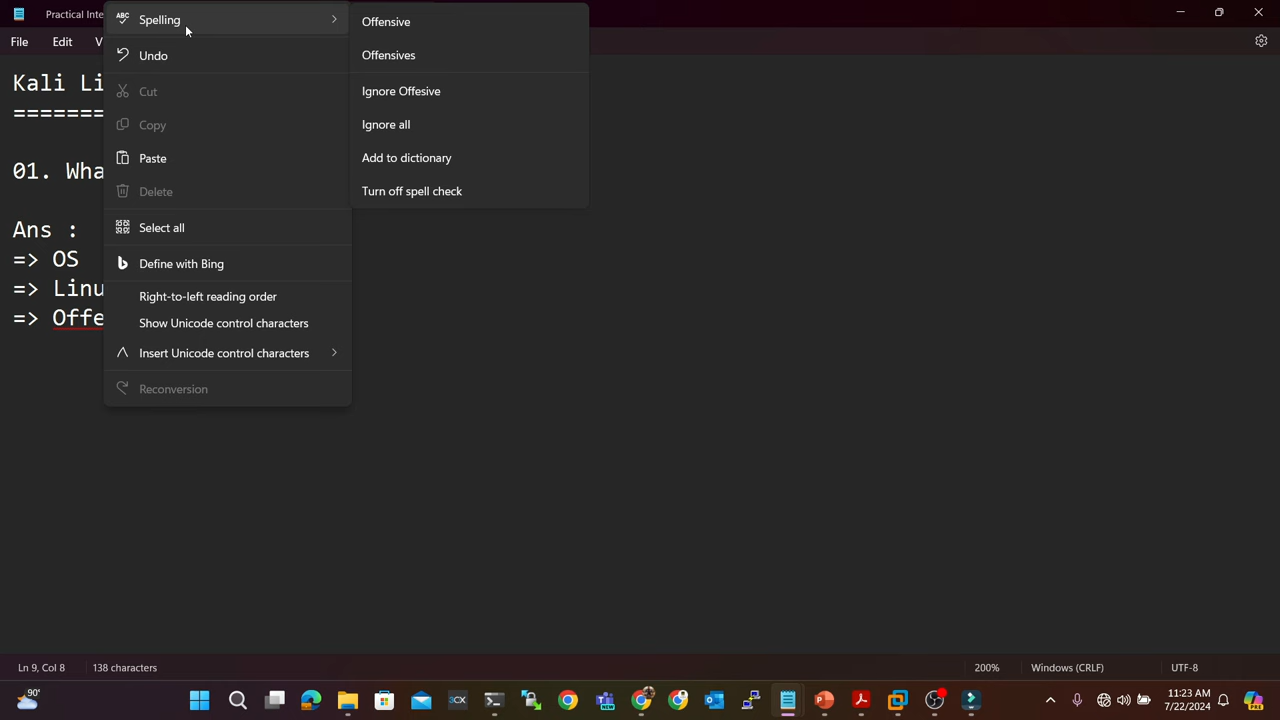 Practical Inte
File Edit V
Kali Li
=======
01. Wha
Ans :
=> OS
=> Linu
=> Offe
ABC Spelling
Undo
Cut
Copy
Paste
Delete
Select all
Define with Bing
Right-to-left reading order
Show Unicode control characters
Insert Unicode control characters
Reconversion
Offensive
Offensives
Ignore Offesive
Ignore all
Add to dictionary
Turn off spell check
Ln 9, Col 8 138 characters 200% Windows (CRLF) UTF-8
90° 11:23 AM
7/22/2024